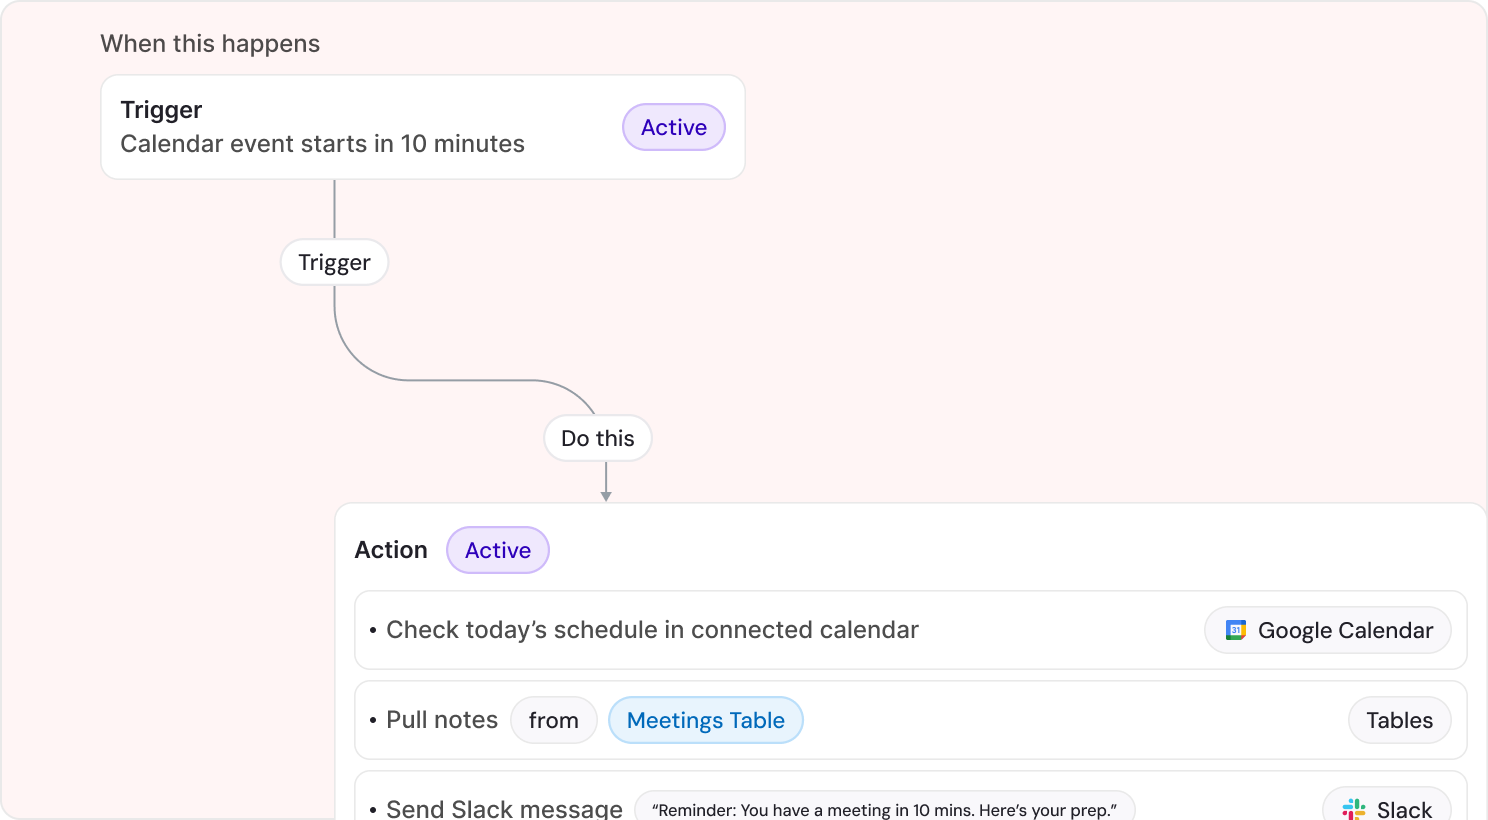 When this happens
Trigger
Calendar event starts in 10 minutes
Active
Trigger
Do this
Action
Active
• Check today’s schedule in connected calendar
31
Google Calendar
• Pull notes from Meetings Table
Tables
• Send Slack message “Reminder: You have a meeting in 10 mins. Here’s your prep.”
Slack